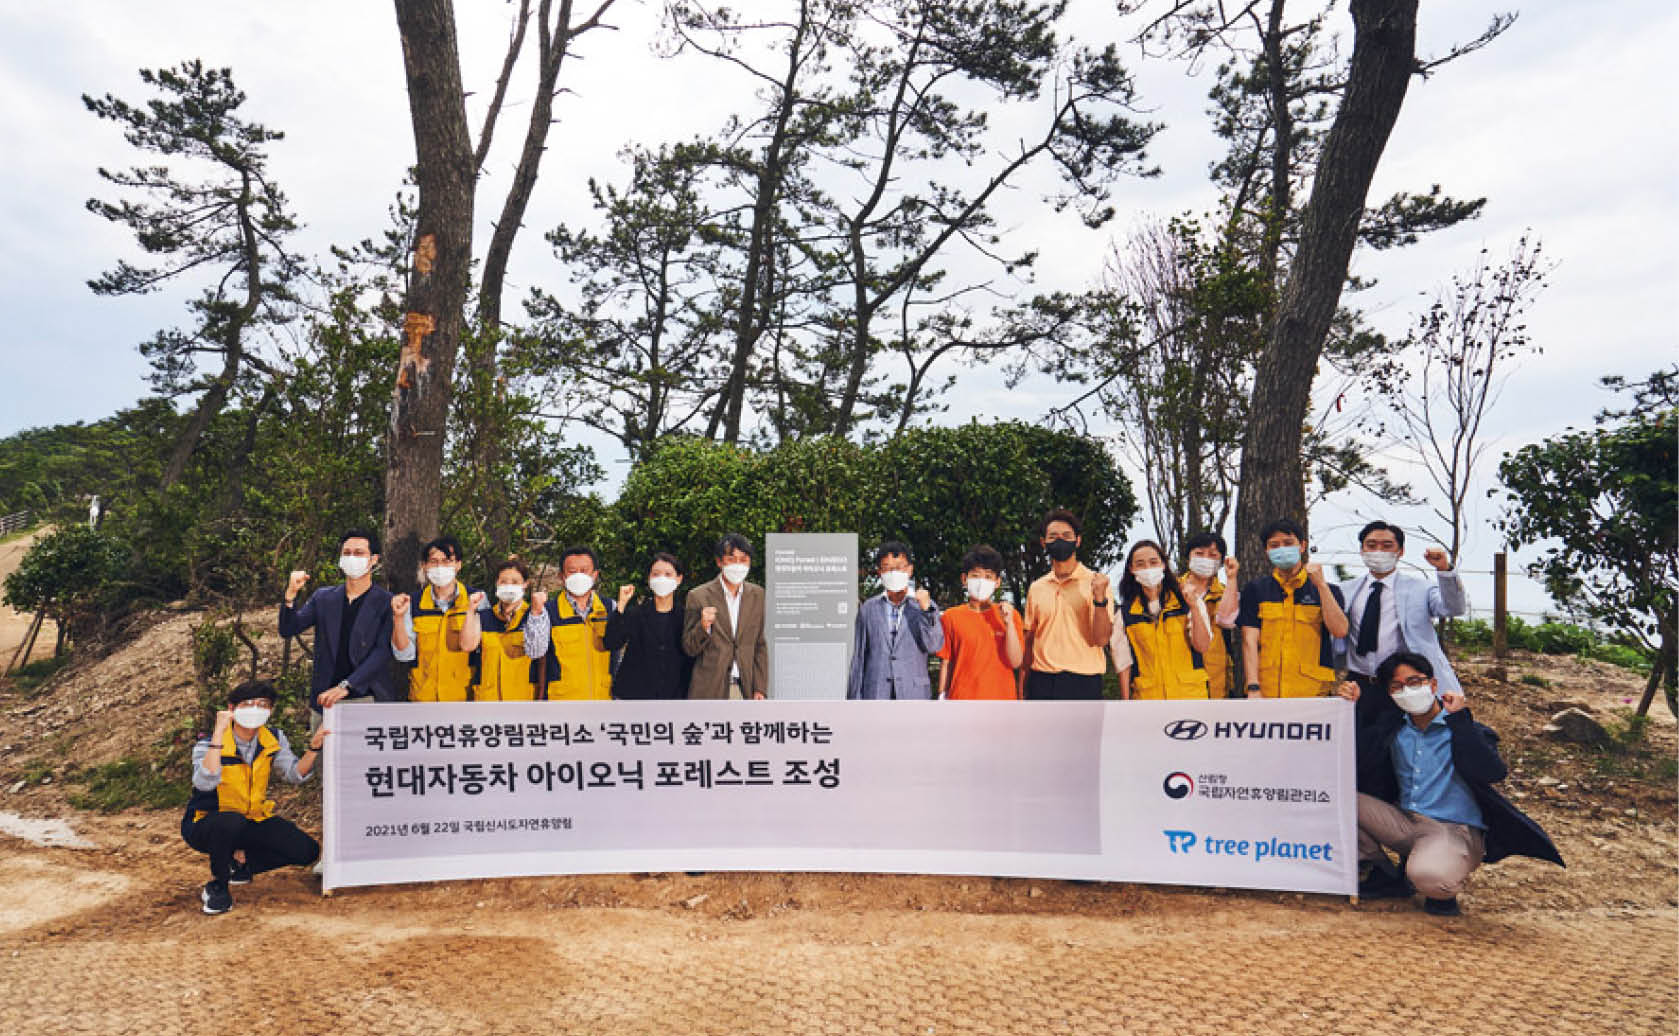 국립자연휴양림관리소 ‘국민의 숲’과 함께하는
현대자동차 아이오닉 포레스트 조성
2021년 6월 22일 국립신시도자연휴양림
HYUNDAI
산림청
국립자연휴양림관리소
tree planet